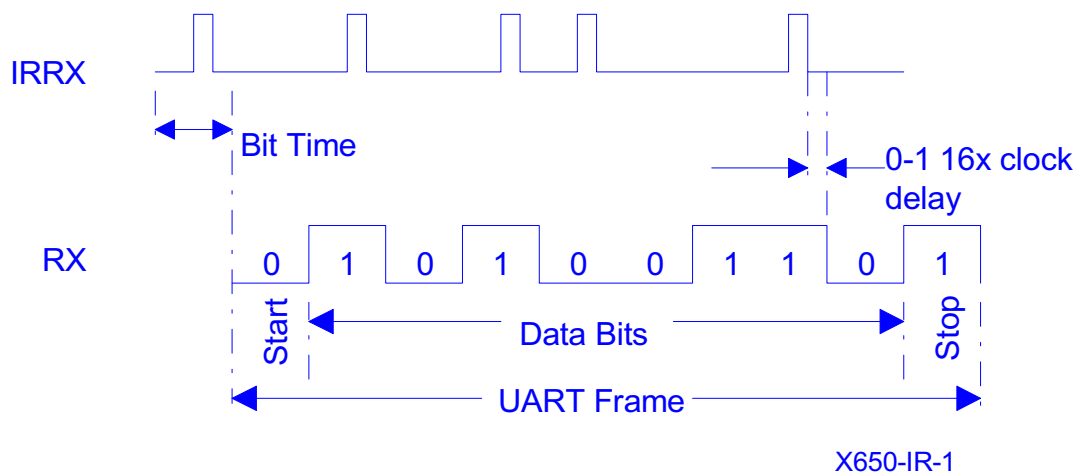 IRRX
Bit Time
0-1 16x clock
delay
RX
0 1 0 1 0 0 1 1 0 1
Start
Data Bits
Stop
UART Frame
X650-IR-1